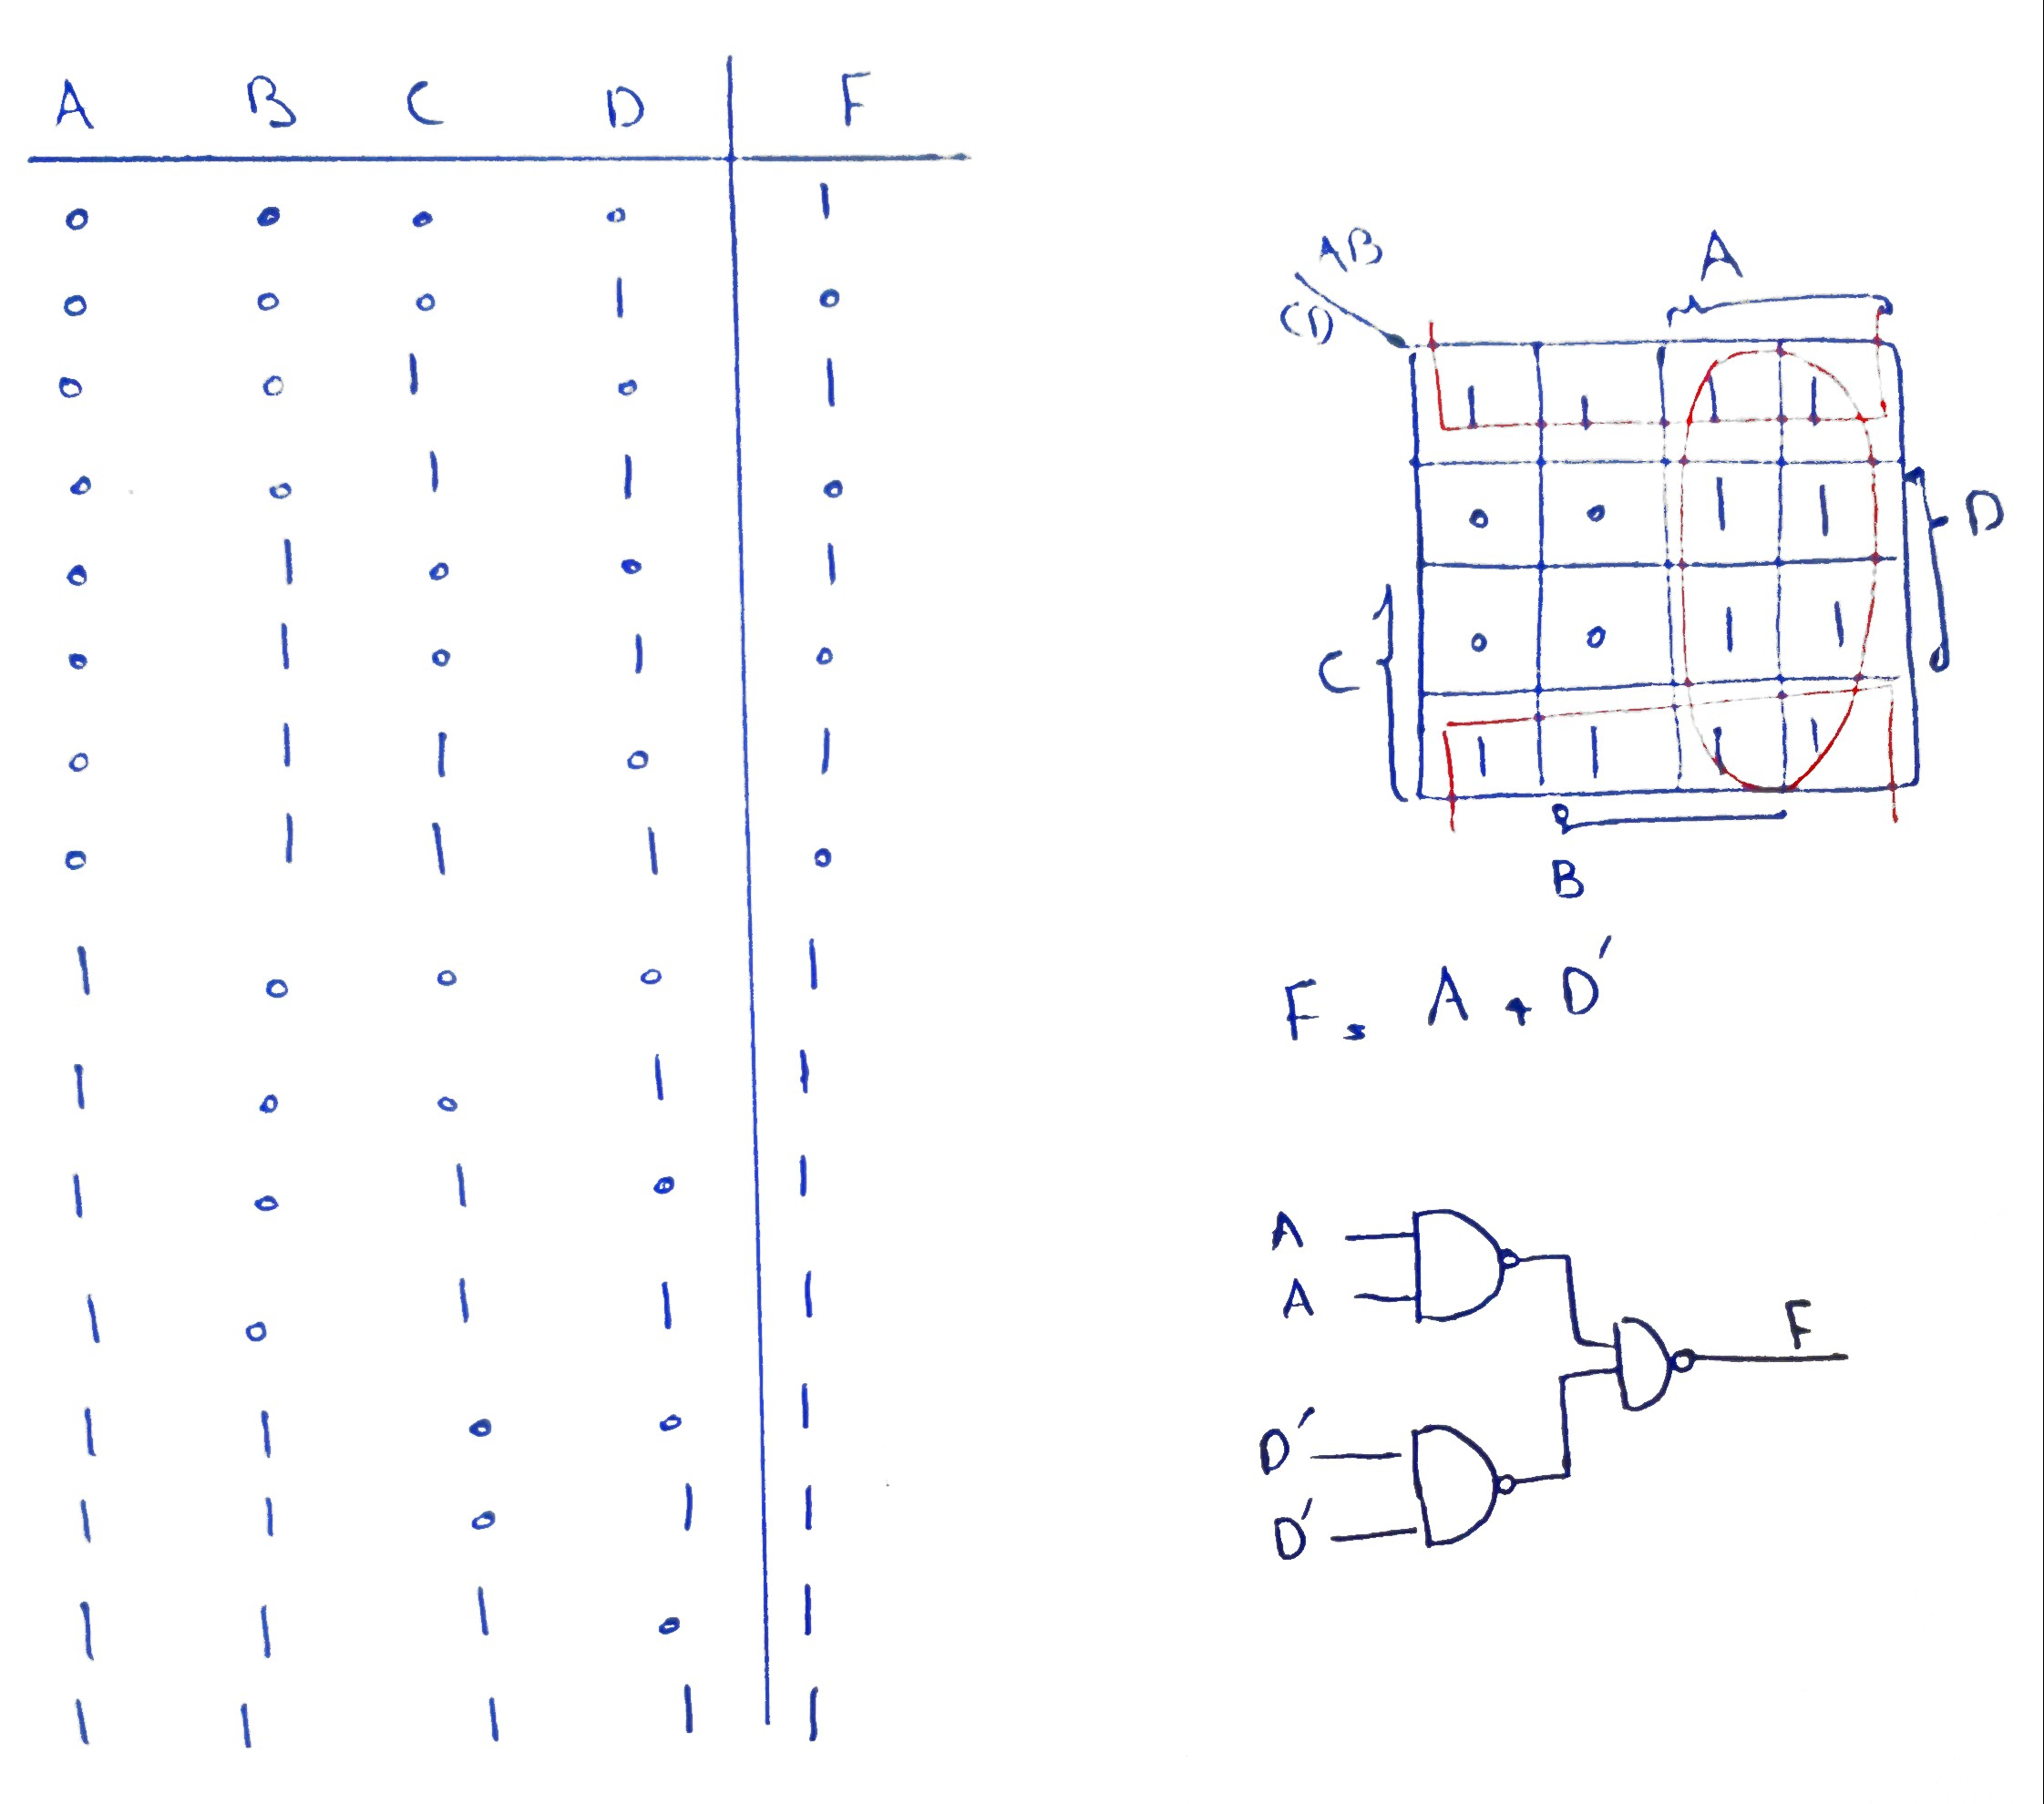 A B C D F
0 0 0 0 1
0 0 0 1 0
0 0 1 0 1
0 0 1 1 0
0 1 0 0 1
0 1 0 1 0
0 1 1 0 1
0 1 1 1 0
1 0 0 0 1
1 0 0 1 1
1 0 1 0 1
1 0 1 1 1
1 1 0 0 1
1 1 0 1 1
1 1 1 0 1
1 1 1 1 1
AB
CD
A
1 1 1 1
0 0 1 1
D
0 0 1 1
C
1 1 1 1
B
F = A + D'
A
A
F
D'
D'